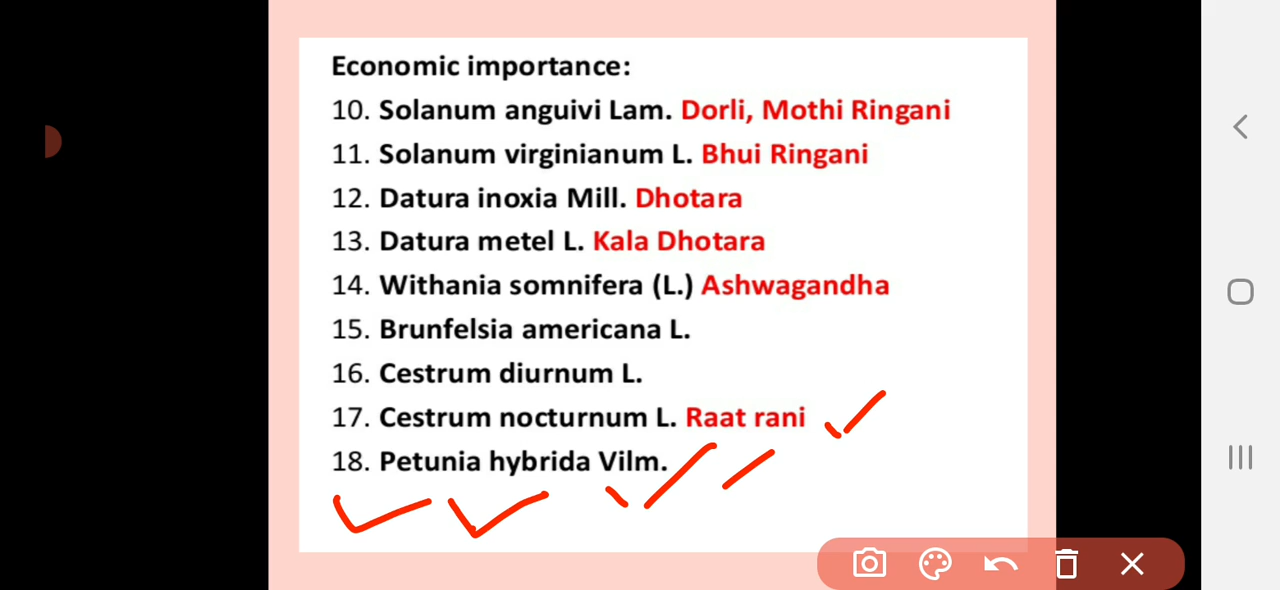 Economic importance:
10. Solanum anguivi Lam. Dorli, Mothi Ringani
11. Solanum virginianum L. Bhui Ringani
12. Datura inoxia Mill. Dhotara
13. Datura metel L. Kala Dhotara
14. Withania somnifera (L.) Ashwagandha
15. Brunfelsia americana L.
16. Cestrum diurnum L.
17. Cestrum nocturnum L. Raat rani
18. Petunia hybrida Vilm.